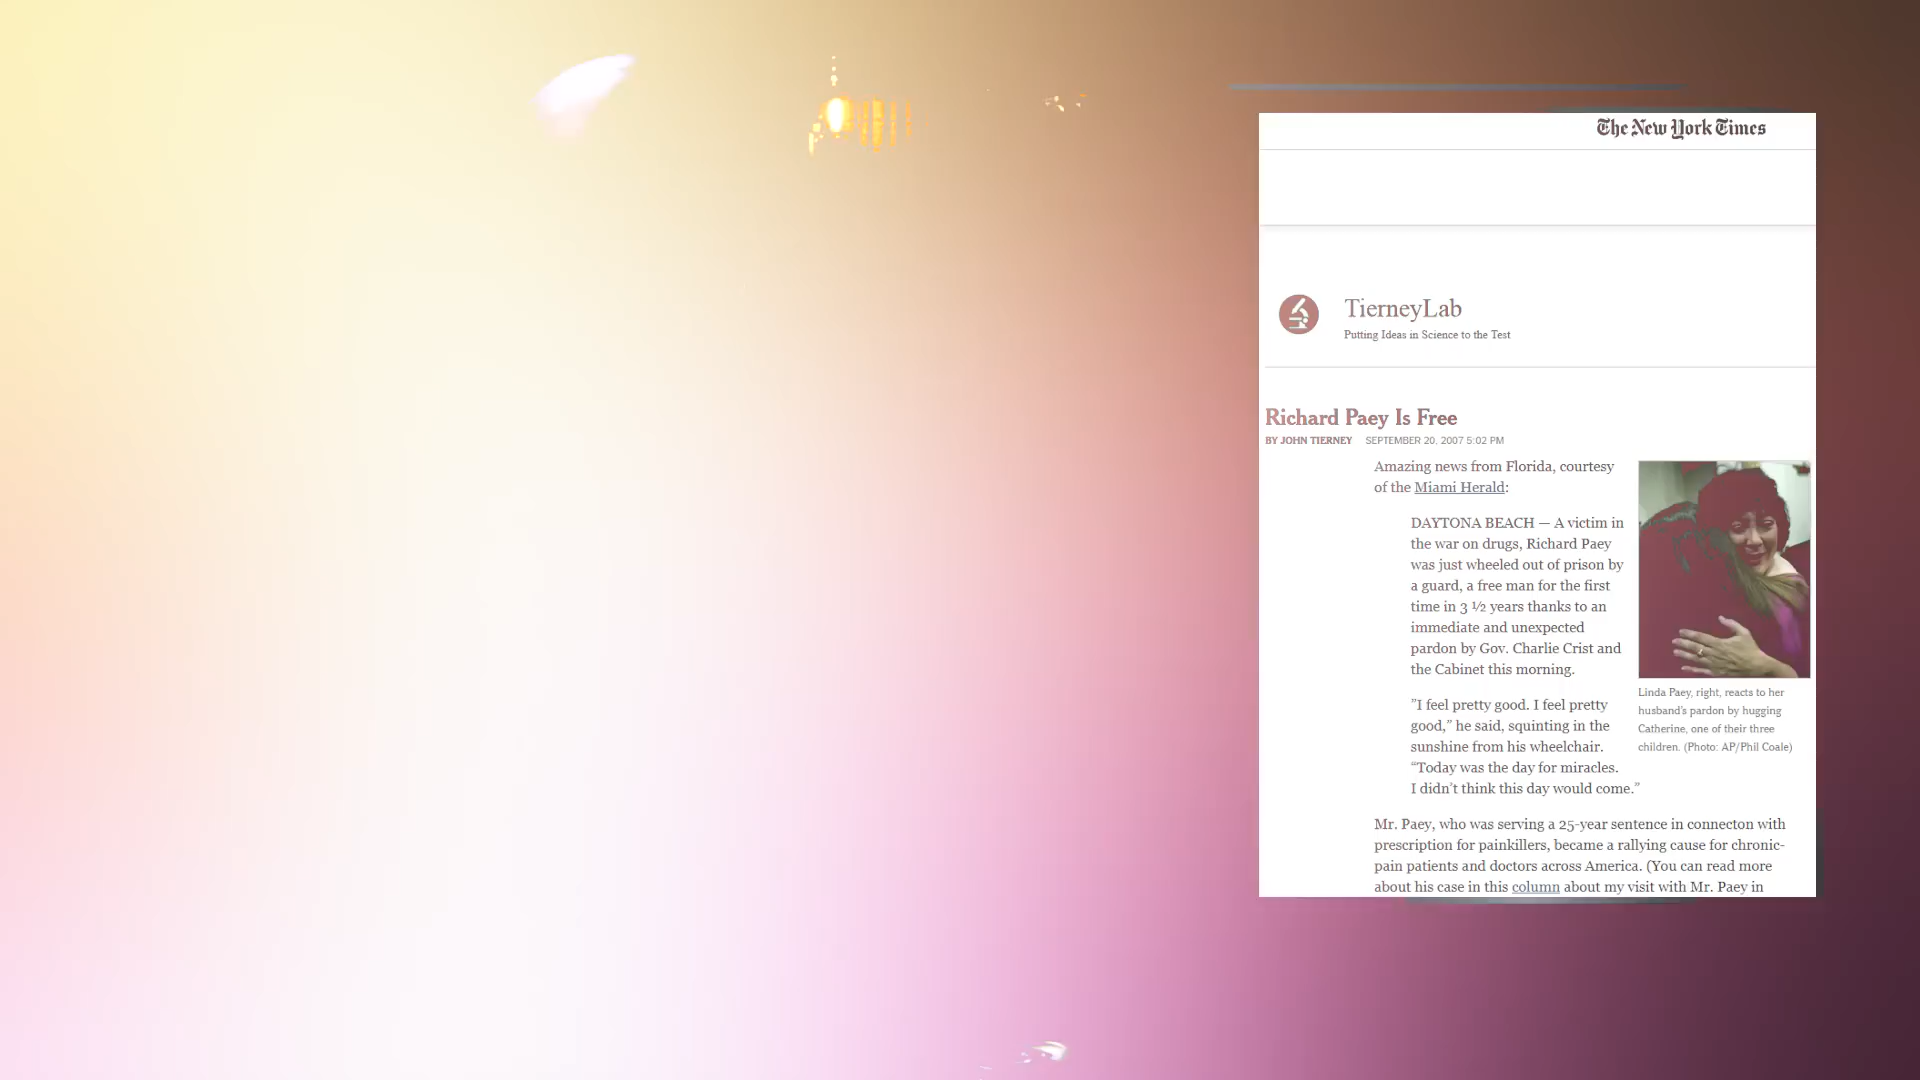 The New York Times
TierneyLab
Putting Ideas in Science to the Test
Richard Paey Is Free
BY JOHN TIERNEY SEPTEMBER 20, 2007 5:02 PM
Amazing news from Florida, courtesy
of the Miami Herald:
DAYTONA BEACH — A victim in
the war on drugs, Richard Paey
was just wheeled out of prison by
a guard, a free man for the first
time in 3 ½ years thanks to an
immediate and unexpected
pardon by Gov. Charlie Crist and
the Cabinet this morning.
"I feel pretty good. I feel pretty
good,” he said, squinting in the
sunshine from his wheelchair.
“Today was the day for miracles.
I didn’t think this day would come.”
Linda Paey, right, reacts to her
husband's pardon by hugging
Catherine, one of their three
children. (Photo: AP/Phil Coale)
Mr. Paey, who was serving a 25-year sentence in connecton with
prescription for painkillers, became a rallying cause for chronic-
pain patients and doctors across America. (You can read more
about his case in this column about my visit with Mr. Paey in